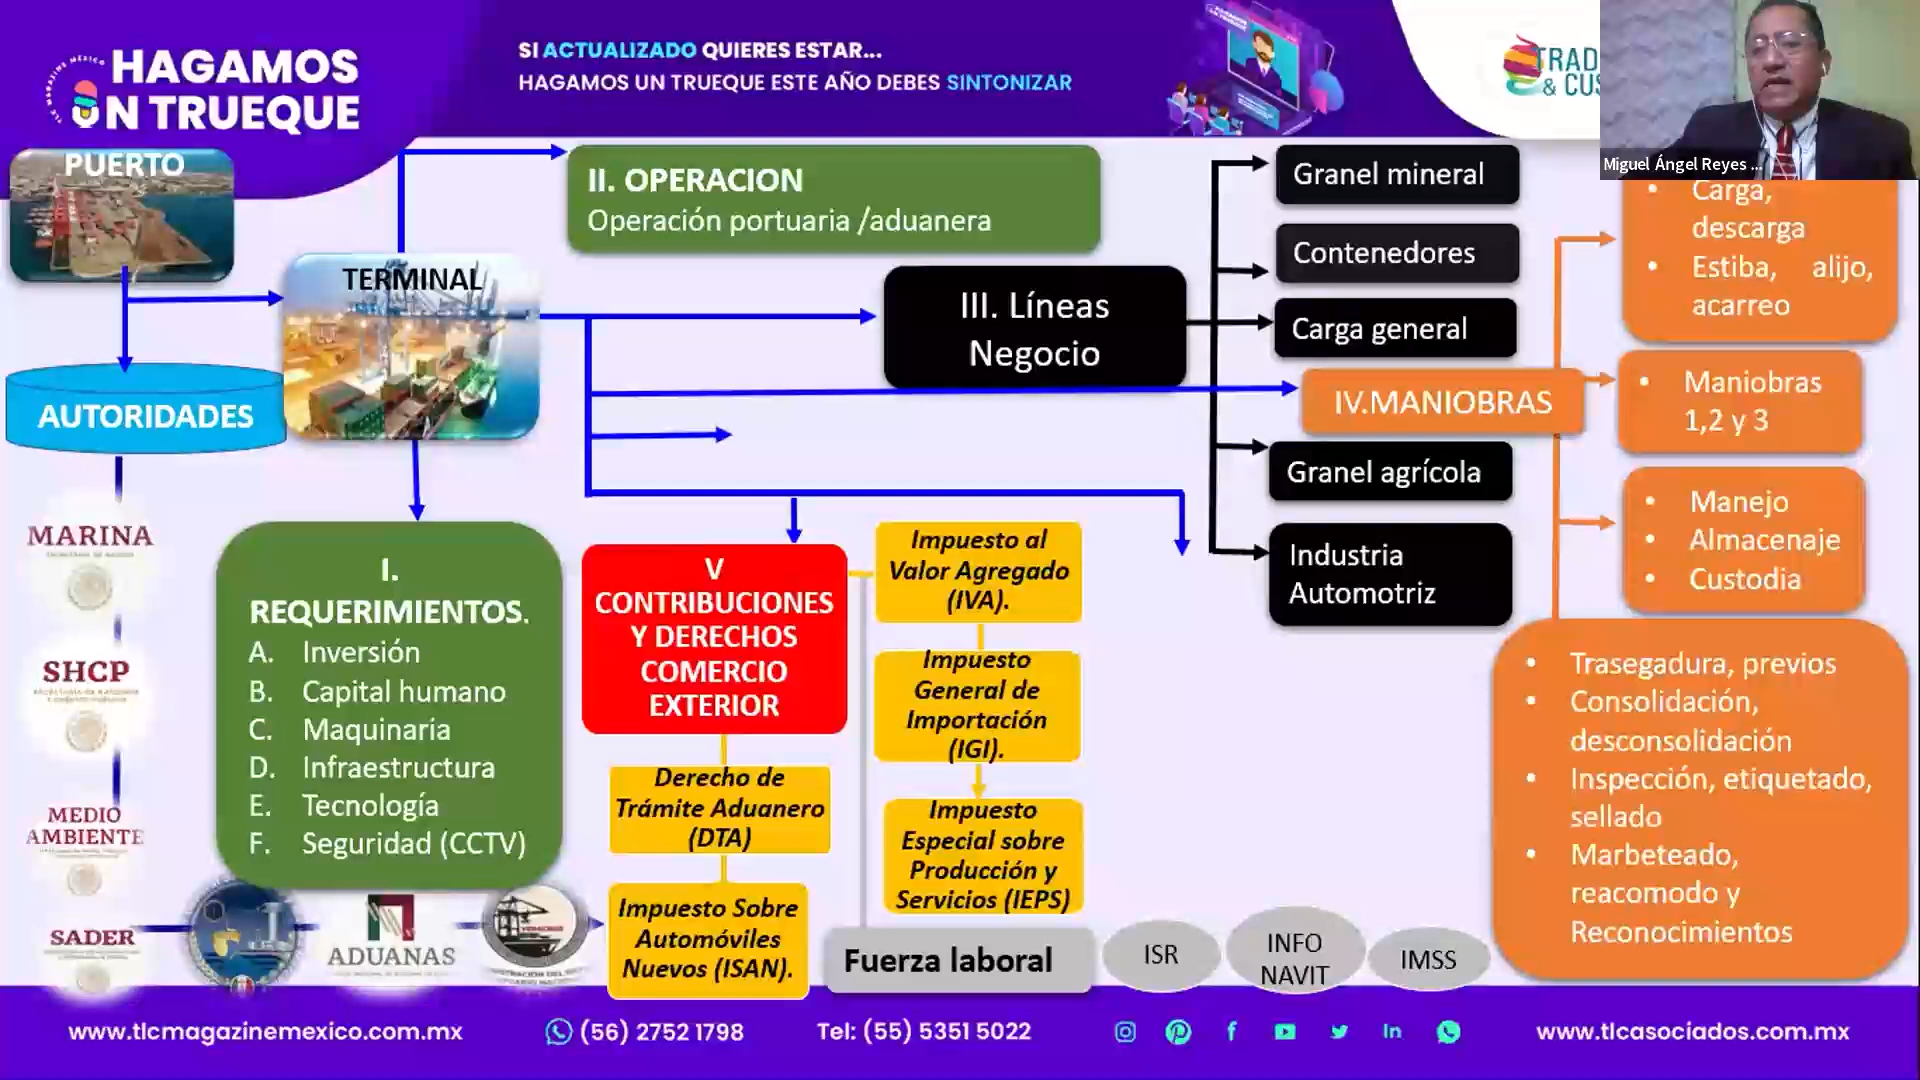 TLC MAGAZINE MÉXICO
HAGAMOS
UN TRUEQUE
SI ACTUALIZADO QUIERES ESTAR...
HAGAMOS UN TRUEQUE ESTE AÑO DEBES SINTONIZAR
& CUS
Miguel Ángel Reyes ...
PUERTO
TERMINAL
AUTORIDADES
MARINA
SHCP
MEDIO
AMBIENTE
SADER
ADUANAS
II. OPERACION
Operación portuaria /aduanera
III. Líneas
Negocio
Granel mineral
Contenedores
Carga general
Granel agrícola
Industria
Automotriz
IV.MANIOBRAS
• Carga,
descarga
• Estiba, alijo,
acarreo
• Maniobras
1,2 y 3
• Manejo
• Almacenaje
• Custodia
• Trasegadura, previos
• Consolidación,
desconsolidación
• Inspección, etiquetado,
sellado
• Marbeteado,
reacomodo y
Reconocimientos
I.
REQUERIMIENTOS.
A. Inversión
B. Capital humano
C. Maquinaria
D. Infraestructura
E. Tecnología
F. Seguridad (CCTV)
V
CONTRIBUCIONES
Y DERECHOS
COMERCIO
EXTERIOR
Derecho de
Trámite Aduanero
(DTA)
Impuesto Sobre
Automóviles
Nuevos (ISAN).
Impuesto al
Valor Agregado
(IVA).
Impuesto
General de
Importación
(IGI).
Impuesto
Especial sobre
Producción y
Servicios (IEPS)
Fuerza laboral
ISR
INFO
NAVIT
IMSS
www.tlcmagazinemexico.com.mx
(56) 2752 1798
Tel: (55) 5351 5022
www.tlcasociados.com.mx